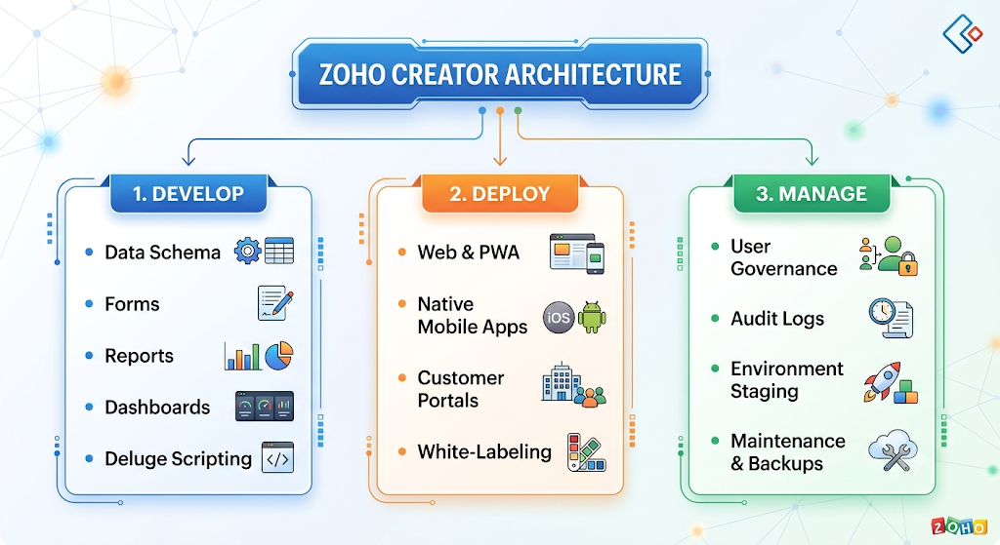 ZOHO CREATOR ARCHITECTURE
1. DEVELOP
Data Schema
Forms
Reports
Dashboards
Deluge Scripting
</>
2. DEPLOY
Web & PWA
Native
Mobile Apps
iOS
Customer
Portals
White-Labeling
3. MANAGE
User
Governance
Audit Logs
Environment
Staging
Maintenance
& Backups
ZOHO